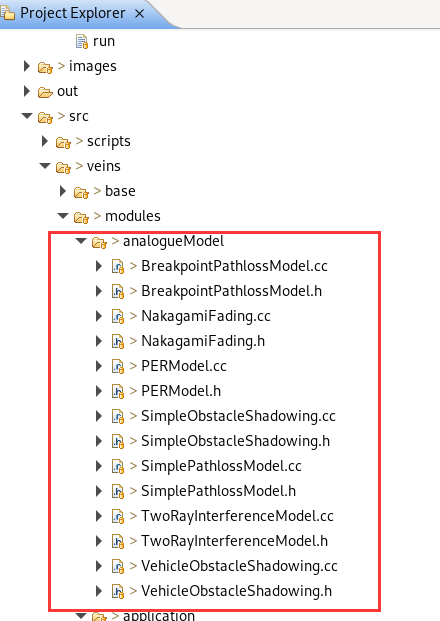 Project Explorer
run
> images
out
> src
> scripts
> veins
> base
> modules
> analogueModel
> BreakpointPathlossModel.cc
> BreakpointPathlossModel.h
> NakagamiFading.cc
> NakagamiFading.h
> PERModel.cc
> PERModel.h
> SimpleObstacleShadowing.cc
> SimpleObstacleShadowing.h
> SimplePathlossModel.cc
> SimplePathlossModel.h
> TwoRayInterferenceModel.cc
> TwoRayInterferenceModel.h
> VehicleObstacleShadowing.cc
> VehicleObstacleShadowing.h
> application